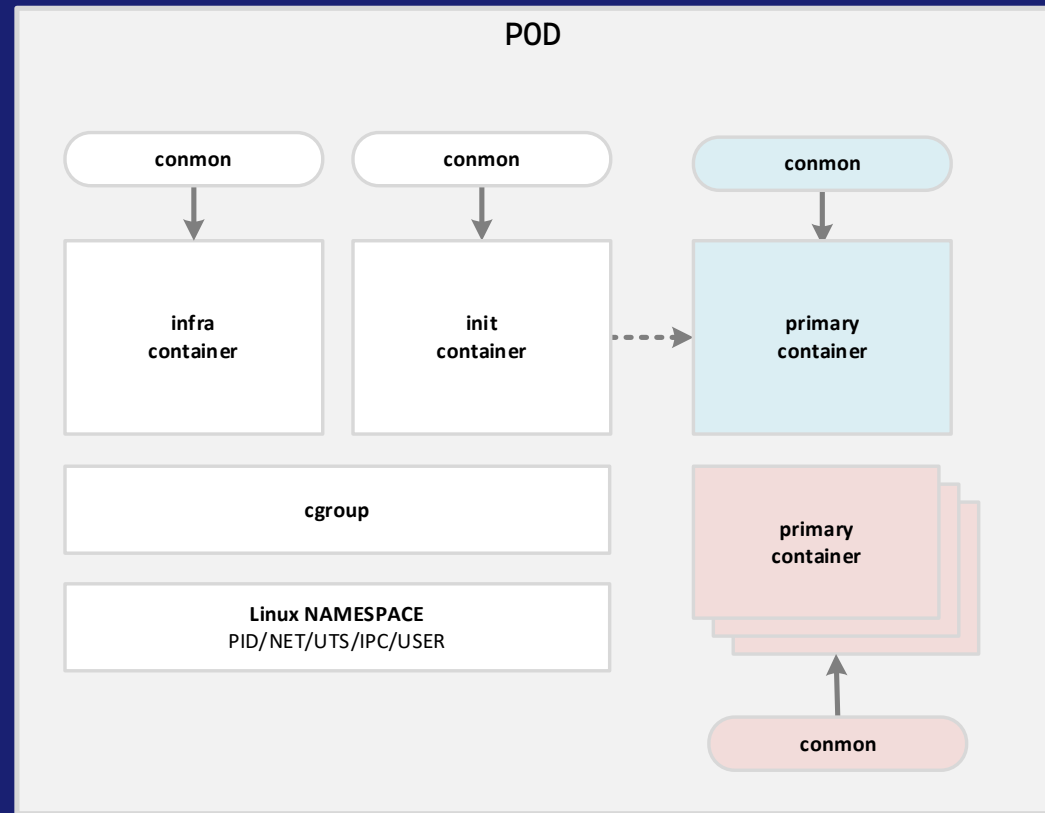 POD
conmon
conmon
conmon
infra
container
init
container
primary
container
cgroup
primary
container
Linux NAMESPACE
PID/NET/UTS/IPC/USER
conmon